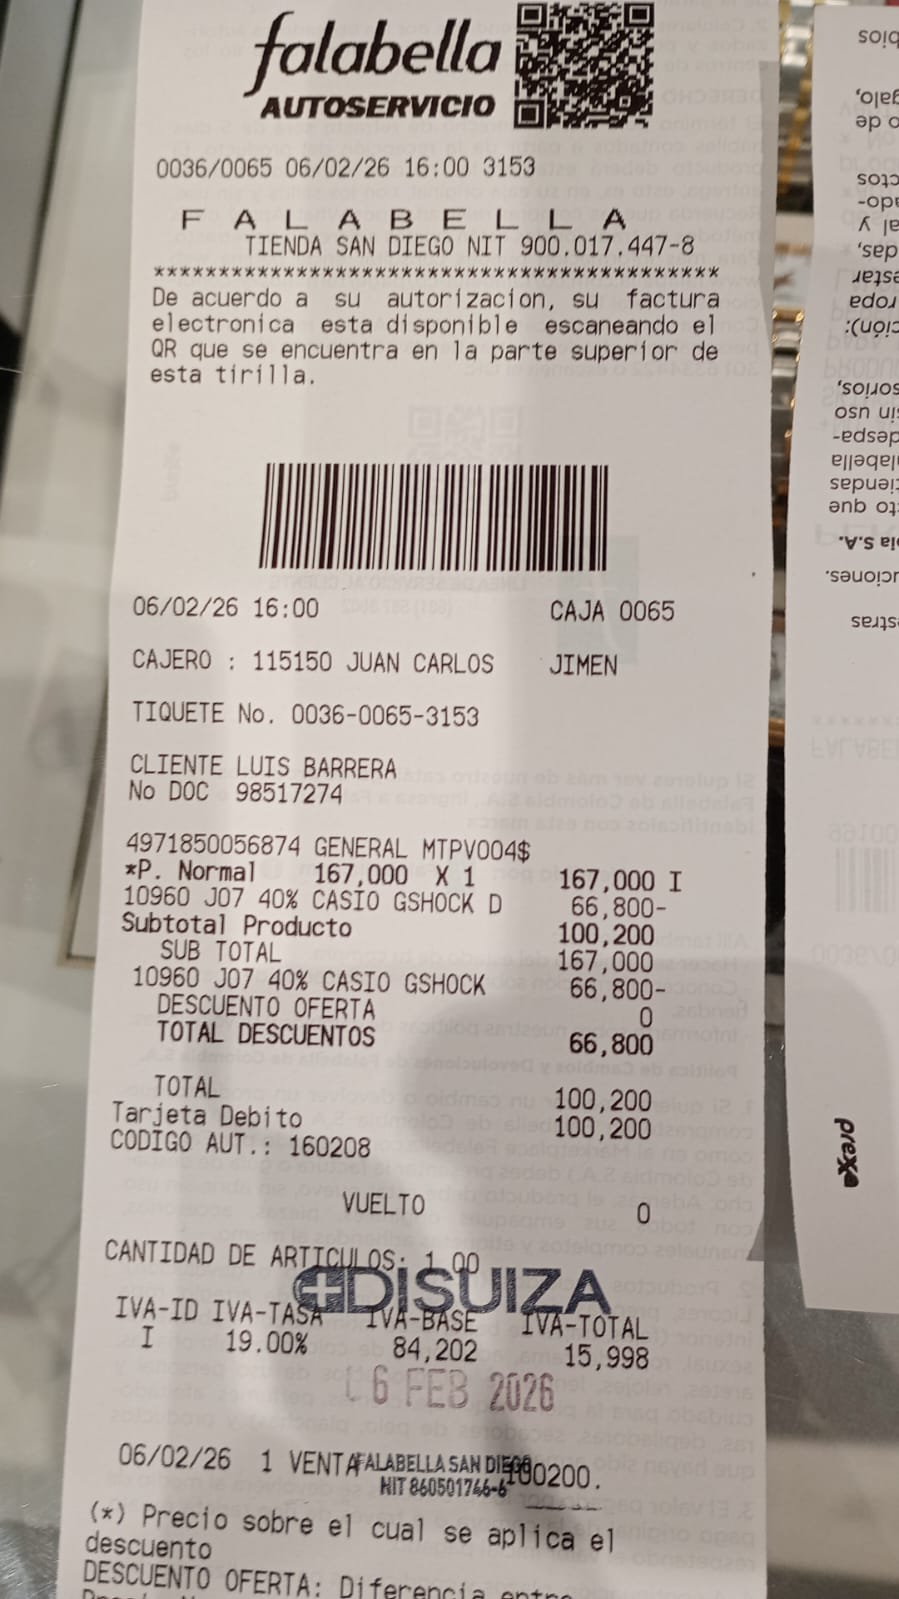 falabella
AUTOSERVICIO
0036/0065 06/02/26 16:00 3153
F A L A B E L L A
TIENDA SAN DIEGO NIT 900.017.447-8
********************************************
De acuerdo a su autorizacion, su factura
electronica esta disponible escaneando el
QR que se encuentra en la parte superior de
esta tirilla.
06/02/26 16:00 CAJA 0065
CAJERO : 115150 JUAN CARLOS JIMEN
TIQUETE No. 0036-0065-3153
CLIENTE LUIS BARRERA
No DOC 98517274
4971850056874 GENERAL MTPV004$
*P. Normal 167,000 X 1 167,000 I
10960 J07 40% CASIO GSHOCK D 66,800-
Subtotal Producto 100,200
SUB TOTAL 167,000
10960 J07 40% CASIO GSHOCK 66,800-
DESCUENTO OFERTA 0
TOTAL DESCUENTOS 66,800
TOTAL 100,200
Tarjeta Debito 100,200
CODIGO AUT.: 160208
VUELTO 0
CANTIDAD DE ARTICULOS: 1.00
DISUIZA
IVA-ID IVA-TASA IVA-BASE IVA-TOTAL
I 19.00% 84,202 15,998
6 FEB 2026
06/02/26 1 VENTA 100200.
FALABELLA SAN DIEGO
NIT 860501746-6
(*) Precio sobre el cual se aplica el
descuento
DESCUENTO OFERTA: Diferencia entre
prexa